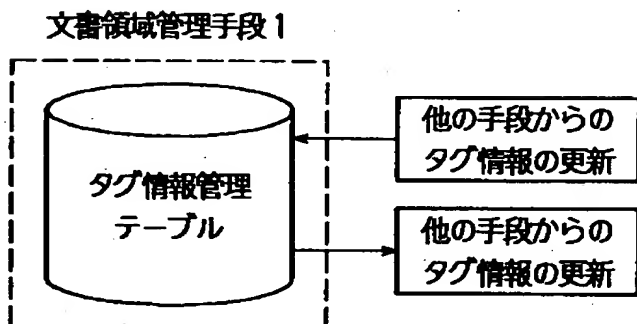 文書領域管理手段1
タグ情報管理
テーブル
他の手段からの
タグ情報の更新
他の手段からの
タグ情報の更新